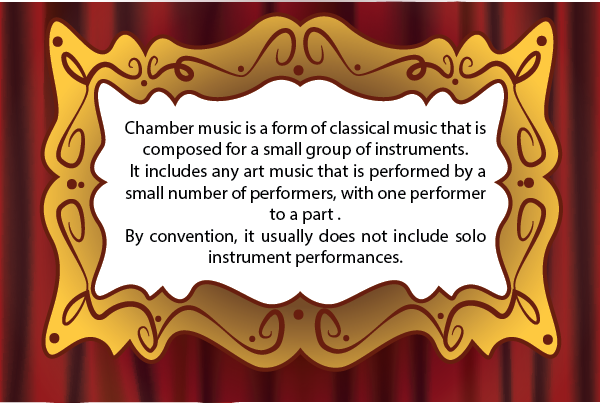 Chamber music is a form of classical music that is
composed for a small group of instruments.
It includes any art music that is performed by a
small number of performers, with one performer
to a part .
By convention, it usually does not include solo
instrument performances.